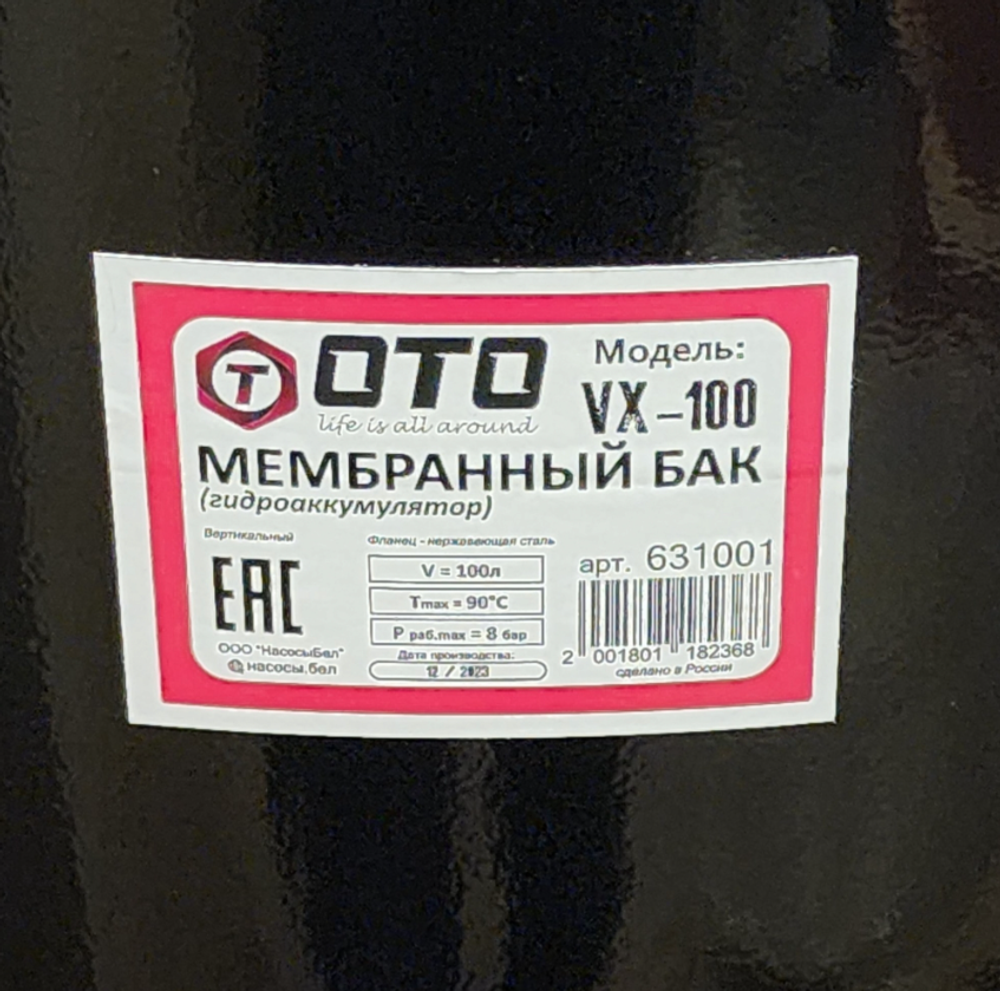 T OTO
life is all around
Модель:
VX-100
МЕМБРАННЫЙ БАК
(гидроаккумулятор)
Вертикальный
Фланец - нержавеющая сталь
EAC
V = 100л
Tmax = 90°C
P раб.max = 8 бар
Дата производства:
12 / 2023
ООО "НасосыБел"
насосы.бел
арт. 631001
2 001801 182368
сделано в России